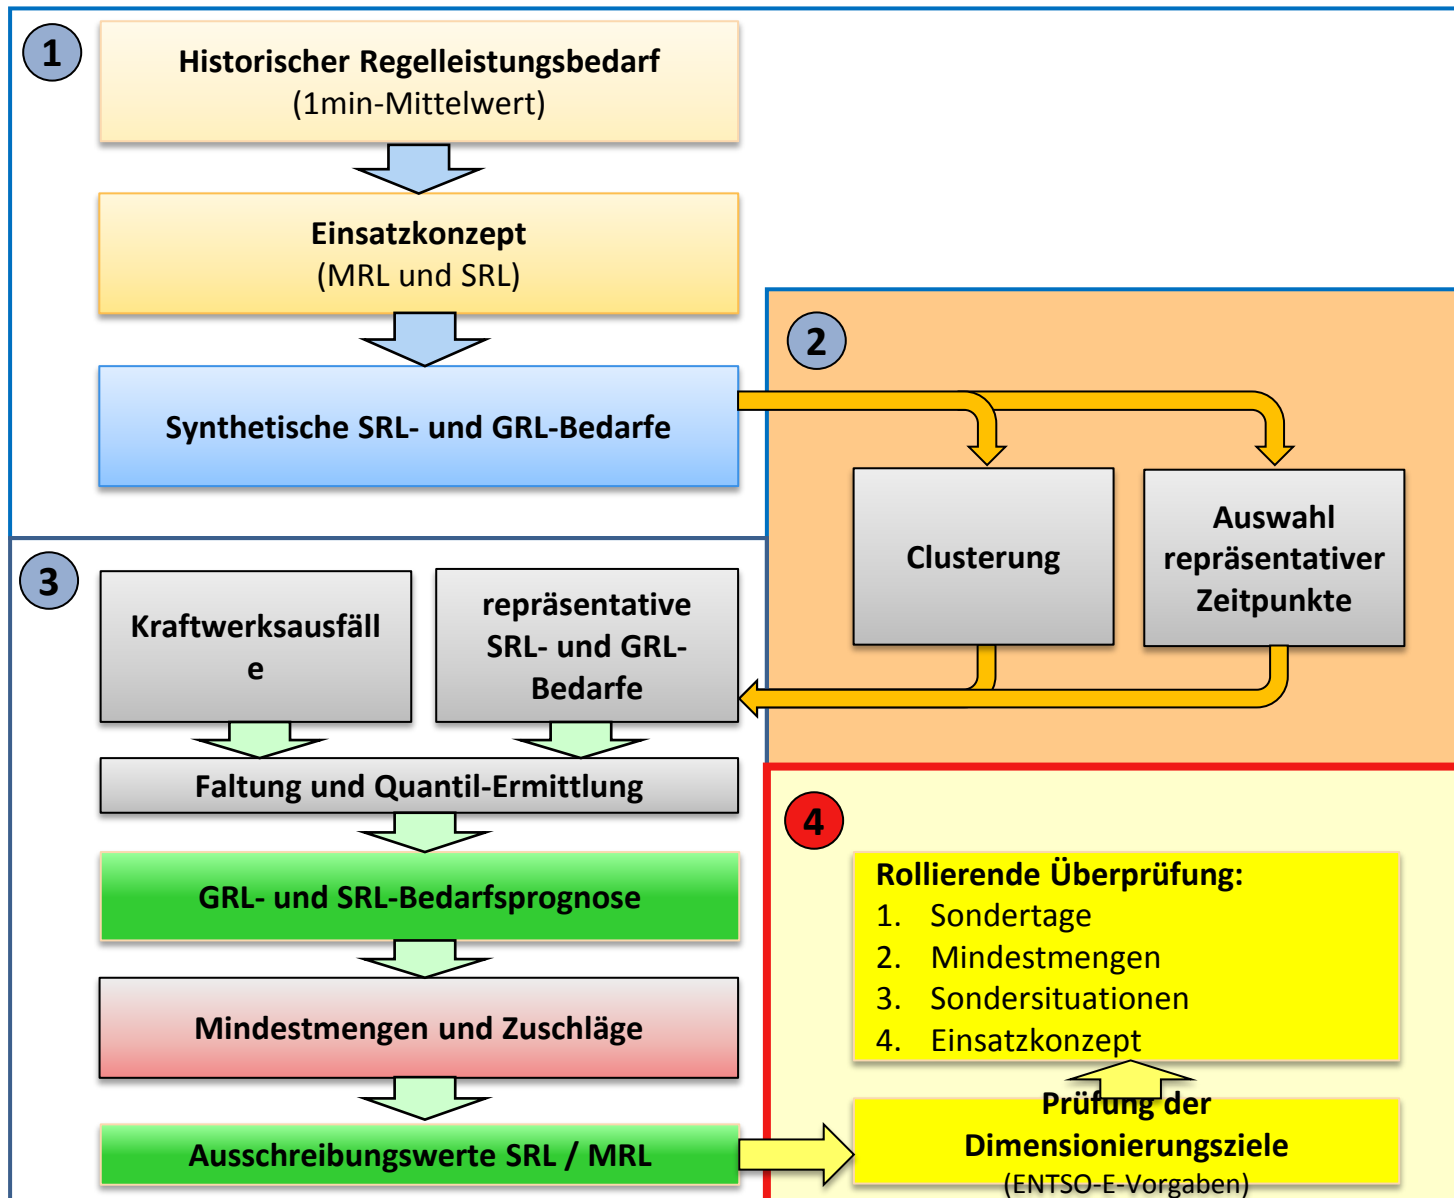 1
Historischer Regelleistungsbedarf
(1min-Mittelwert)
Einsatzkonzept
(MRL und SRL)
Synthetische SRL- und GRL-Bedarfe
2
Clusterung
Auswahl
repräsentativer
Zeitpunkte
3
Kraftwerksausfäll
e
repräsentative
SRL- und GRL-
Bedarfe
Faltung und Quantil-Ermittlung
GRL- und SRL-Bedarfsprognose
Mindestmengen und Zuschläge
Ausschreibungswerte SRL / MRL
4
Rollierende Überprüfung:
1. Sondertage
2. Mindestmengen
3. Sondersituationen
4. Einsatzkonzept
Prüfung der
Dimensionierungsziele
(ENTSO-E-Vorgaben)